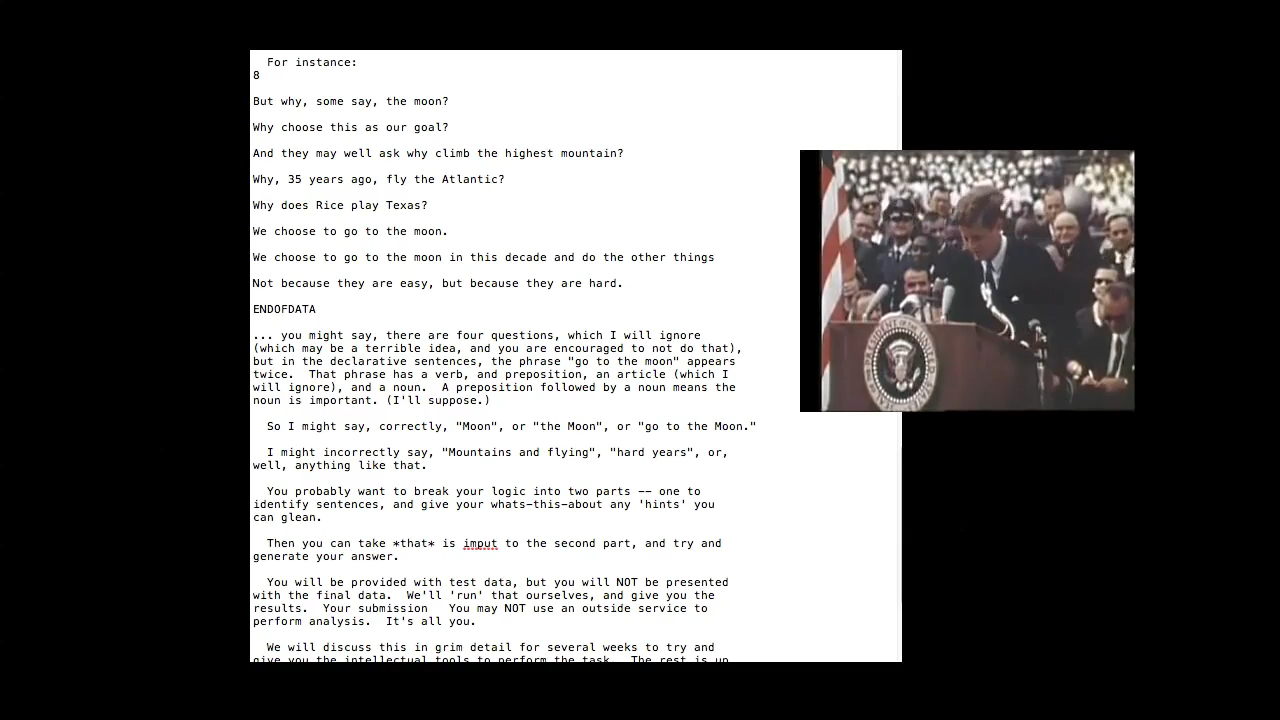 For instance:
8
But why, some say, the moon?
Why choose this as our goal?
And they may well ask why climb the highest mountain?
Why, 35 years ago, fly the Atlantic?
Why does Rice play Texas?
We choose to go to the moon.
We choose to go to the moon in this decade and do the other things
Not because they are easy, but because they are hard.
ENDOFDATA
... you might say, there are four questions, which I will ignore
(which may be a terrible idea, and you are encouraged to not do that),
but in the declarative sentences, the phrase "go to the moon" appears
twice.  That phrase has a verb, and preposition, an article (which I
will ignore), and a noun.  A preposition followed by a noun means the
noun is important. (I'll suppose.)
So I might say, correctly, "Moon", or "the Moon", or "go to the Moon."
I might incorrectly say, "Mountains and flying", "hard years", or,
well, anything like that.
You probably want to break your logic into two parts -- one to
identify sentences, and give your whats-this-about any 'hints' you
can glean.
Then you can take *that* is imput to the second part, and try and
generate your answer.
You will be provided with test data, but you will NOT be presented
with the final data.  We'll 'run' that ourselves, and give you the
results.  Your submission   You may NOT use an outside service to
perform analysis.  It's all you.
We will discuss this in grim detail for several weeks to try and
give you the intellectual tools to perform the task.  The rest is up